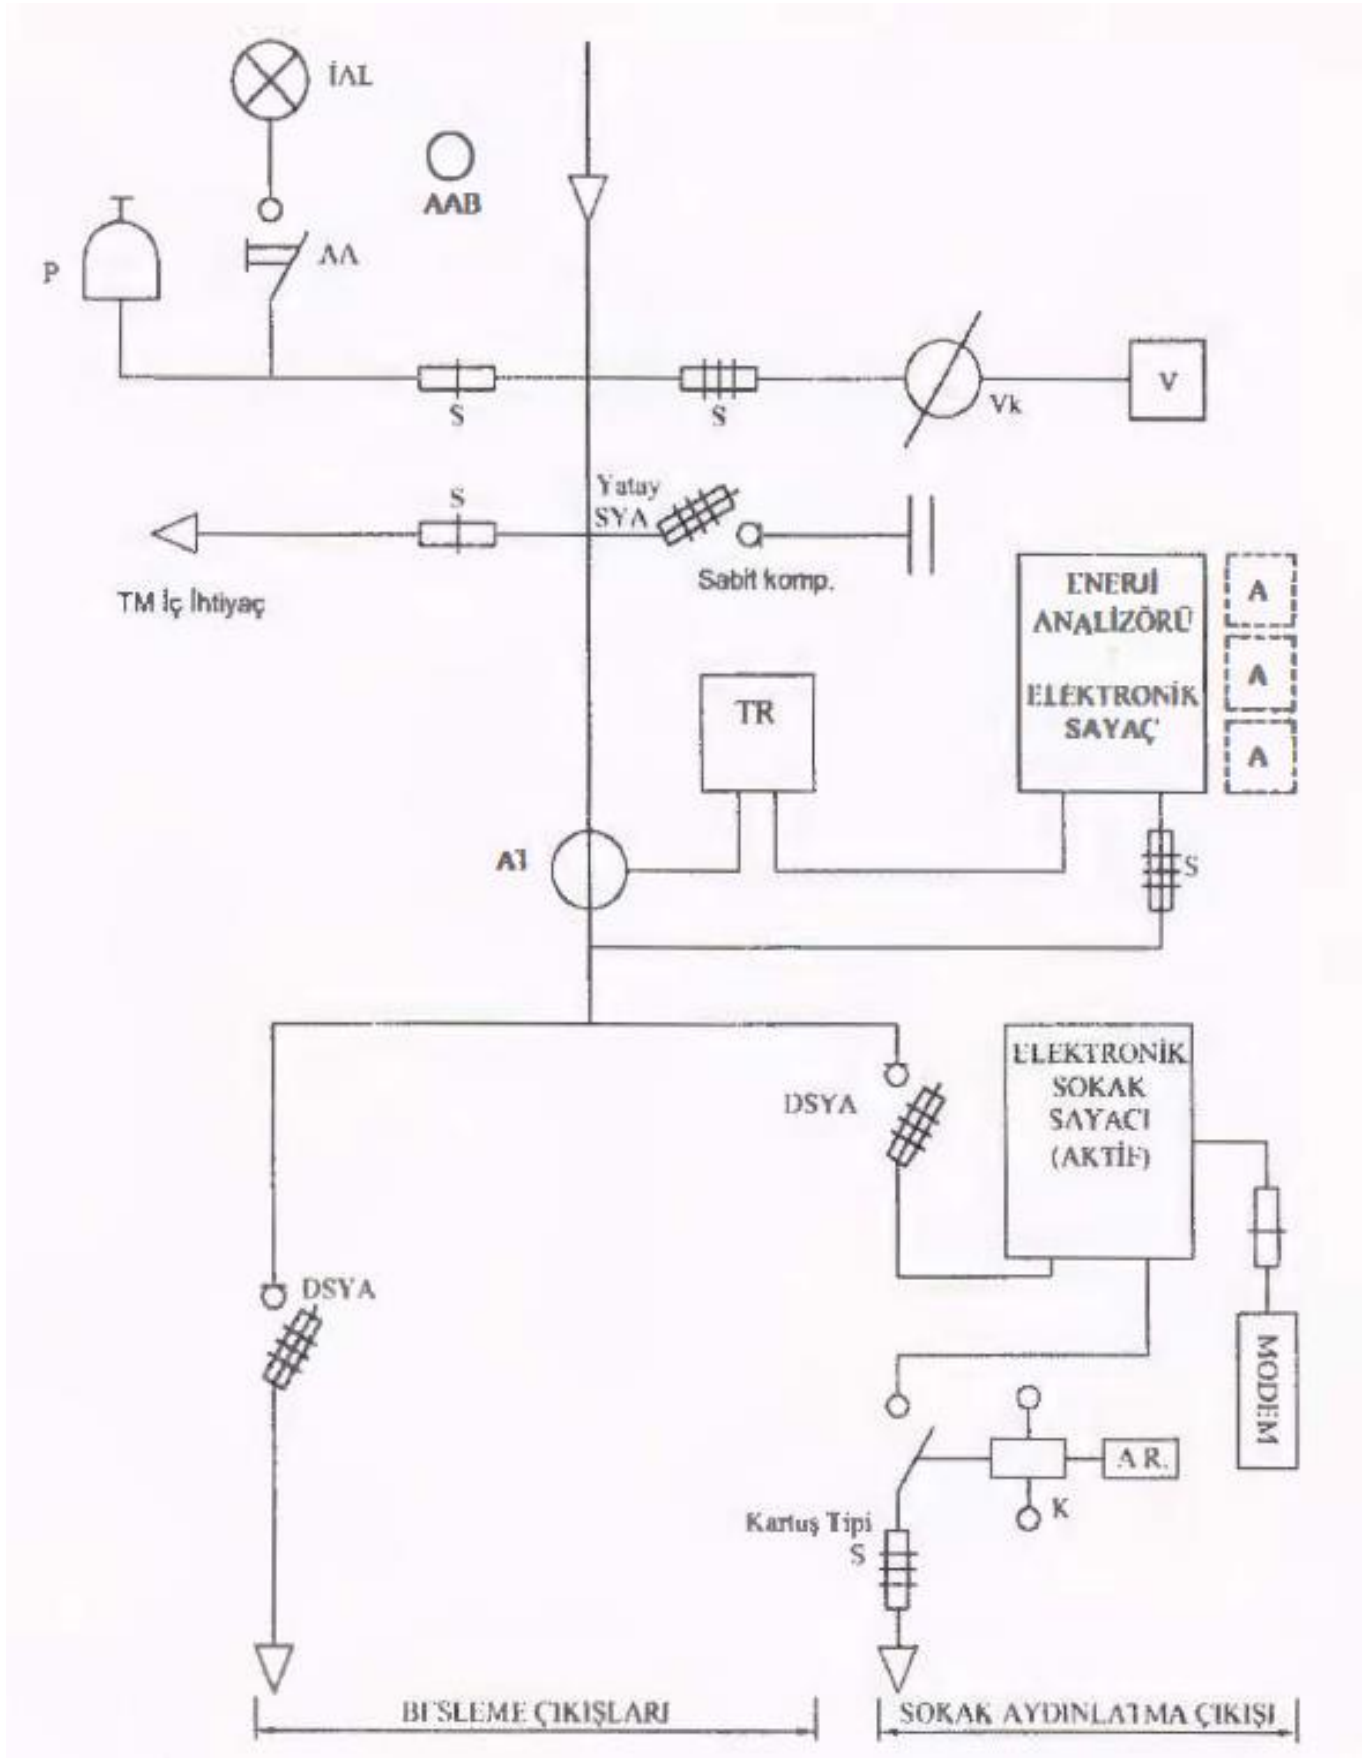 İAL
AAB
AA
P
S
S
Vk
V
S
Yatay
SYA
Sabit komp.
TM İç İhtiyaç
ENERJİ
ANALİZÖRÜ
ELEKTRONİK
SAYAÇ
A
A
A
TR
AT
S
DSYA
ELEKTRONİK
SOKAK
SAYACI
(AKTİF)
DSYA
MODEM
A R.
K
Kartuş Tipi
S
BESLEME ÇIKIŞLARI
SOKAK AYDINLATMA ÇIKIŞI